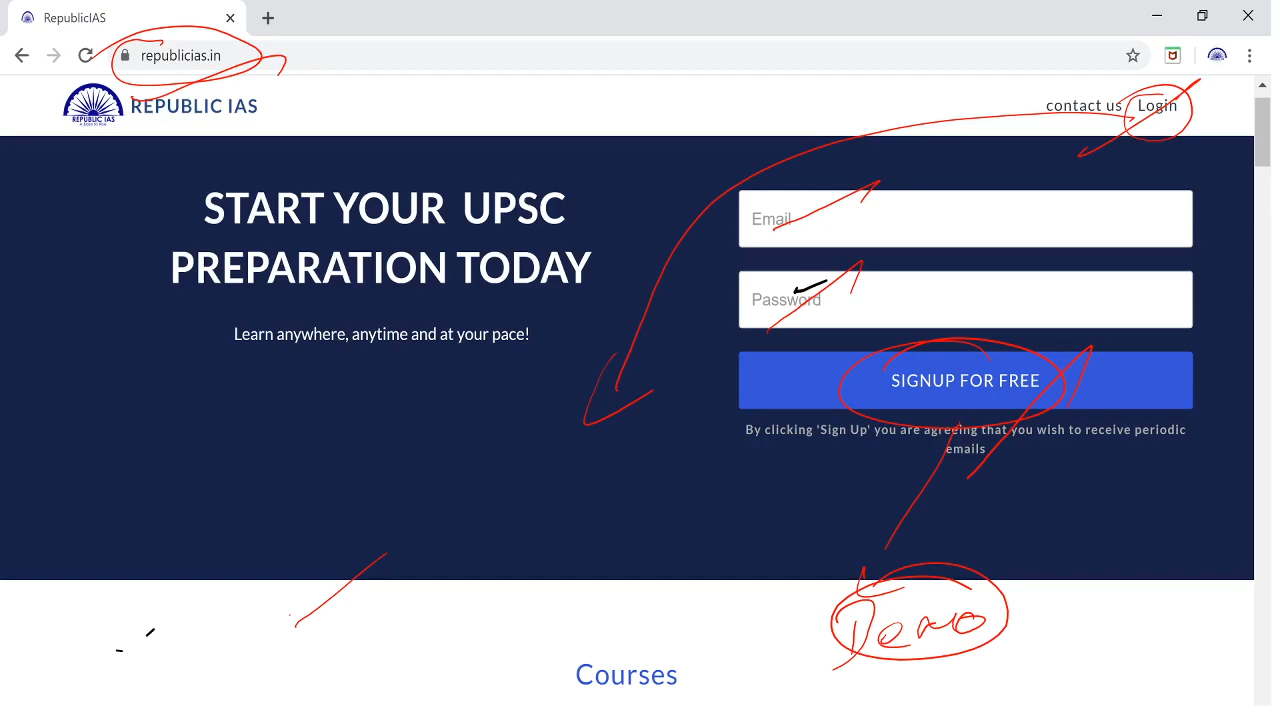 RepublicIAS
republicias.in
REPUBLIC IAS
REPUBLIC IAS
contact us Login
START YOUR UPSC
PREPARATION TODAY
Learn anywhere, anytime and at your pace!
Email
Password
SIGNUP FOR FREE
By clicking 'Sign Up' you are agreeing that you wish to receive periodic
emails
Demo
Courses